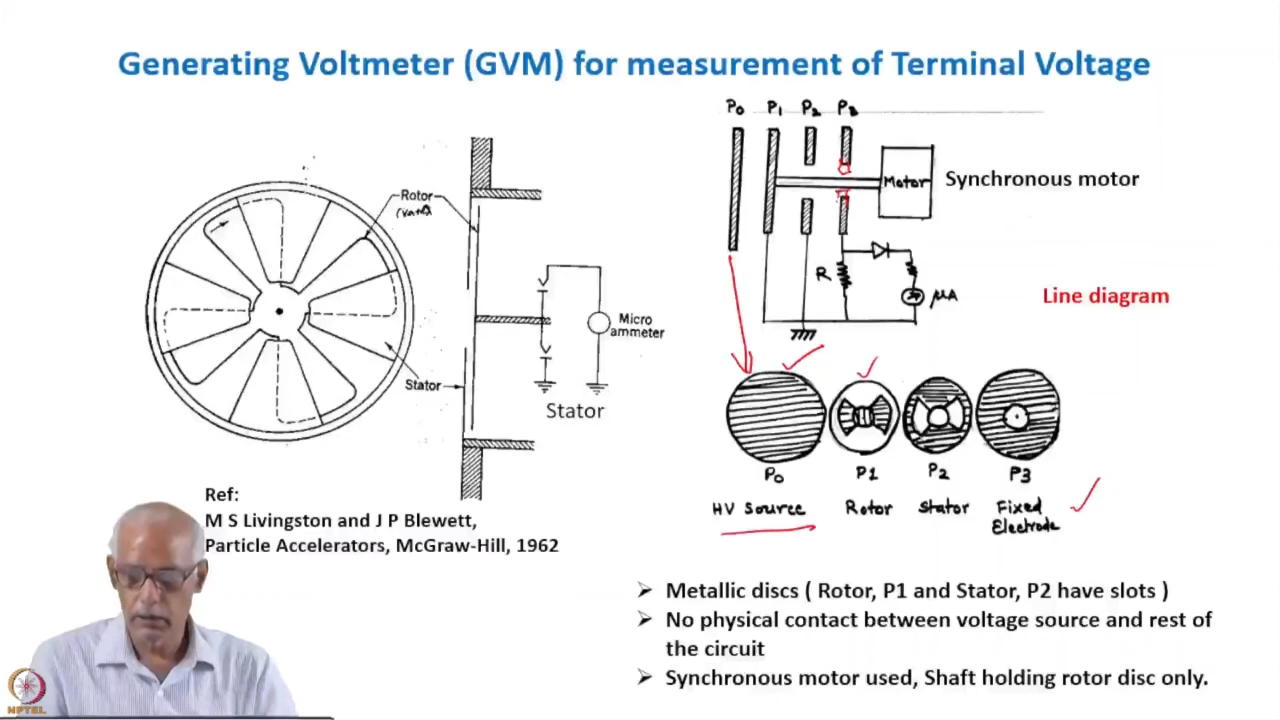 Generating Voltmeter (GVM) for measurement of Terminal Voltage
Rotor
Stator
Micro
ammeter
Stator
Ref:
M S Livingston and J P Blewett,
Particle Accelerators, McGraw-Hill, 1962
P0 P1 P2 P3
Motor
Synchronous motor
R
μA
Line diagram
P0 P1 P2 P3
HV Source Rotor Stator Fixed
Electrode
➢ Metallic discs ( Rotor, P1 and Stator, P2 have slots )
➢ No physical contact between voltage source and rest of
the circuit
➢ Synchronous motor used, Shaft holding rotor disc only.
NPTEL